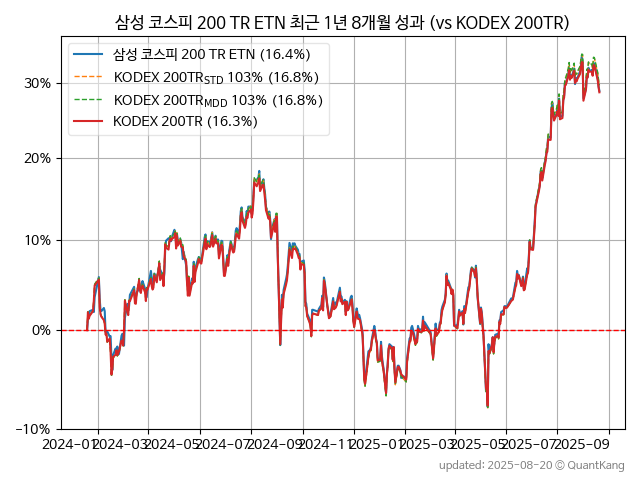 삼성 코스피 200 TR ETN 최근 1년 8개월 성과 (vs KODEX 200TR)
삼성 코스피 200 TR ETN (16.4%)
KODEX 200TRSTD 103% (16.8%)
KODEX 200TRMDD 103% (16.8%)
KODEX 200TR (16.3%)
30%
20%
10%
0%
−10%
2024-01 2024-03 2024-05 2024-07 2024-09 2024-11 2025-01 2025-03 2025-05 2025-07 2025-09
updated: 2025-08-20 © QuantKang